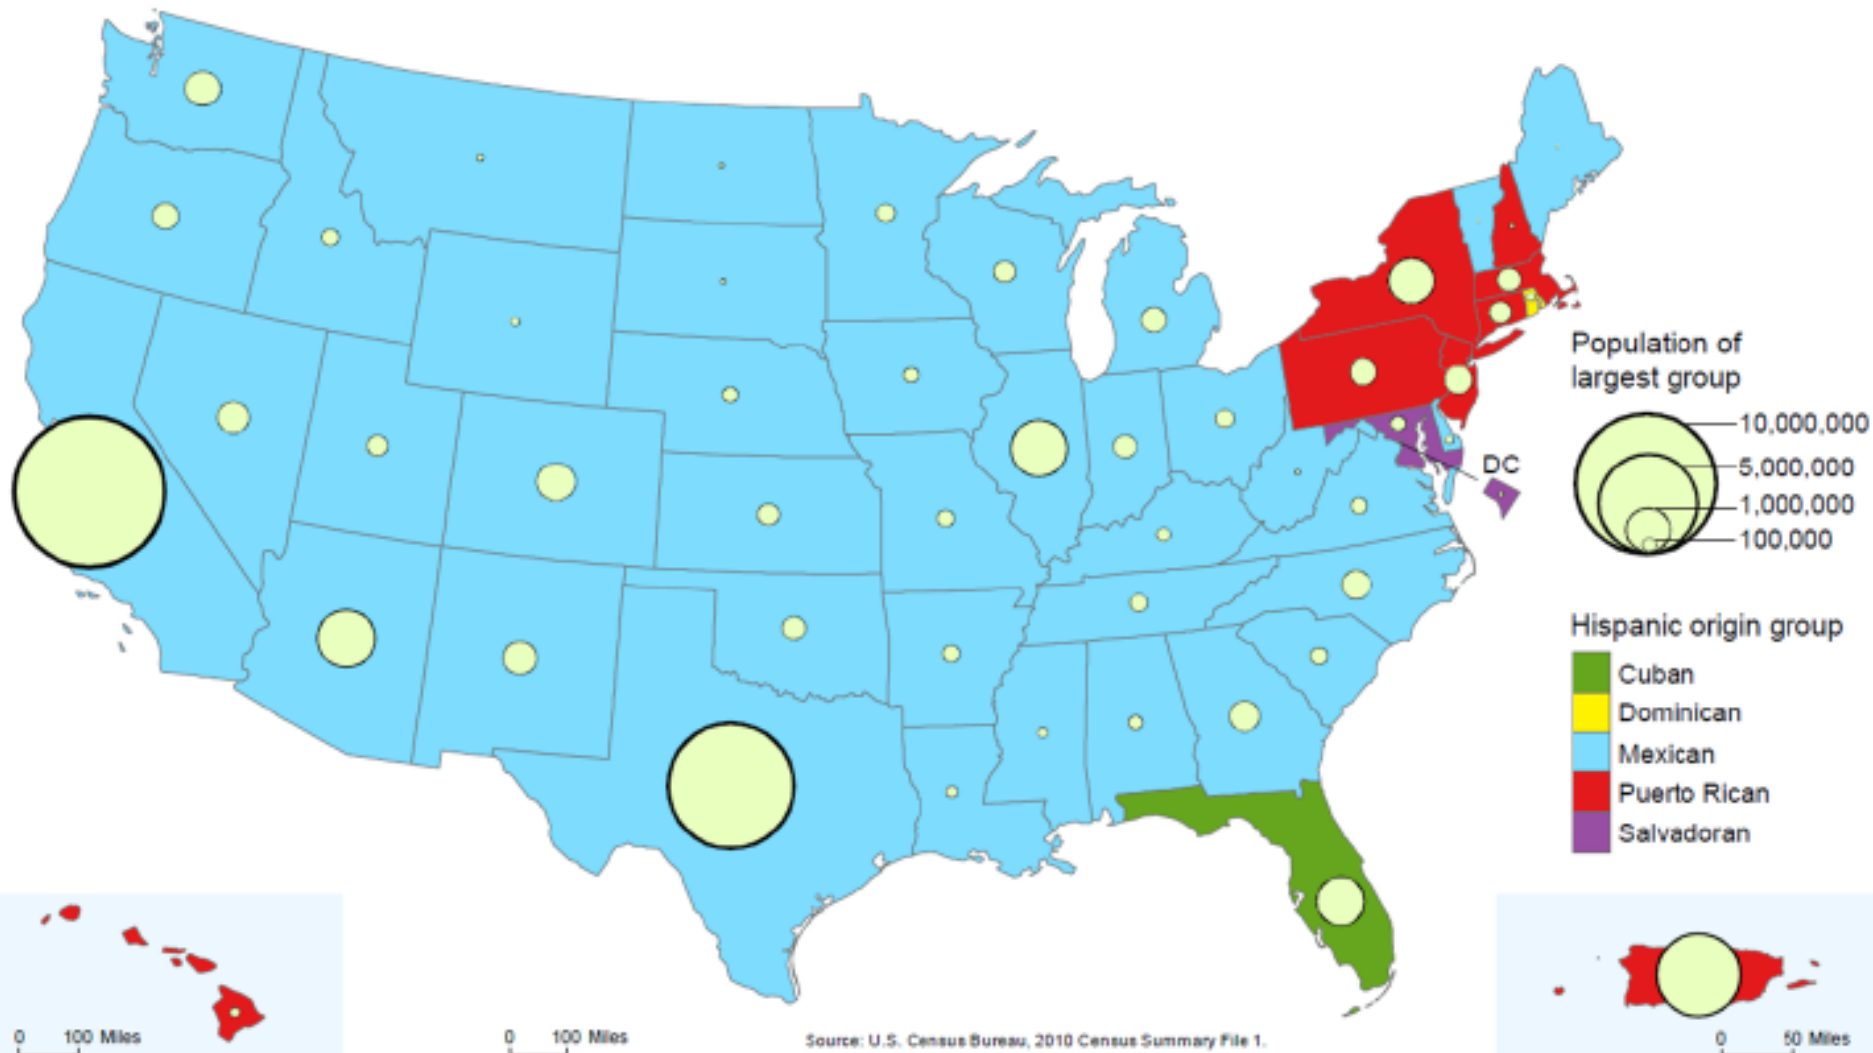 DC
Population of
largest group
10,000,000
5,000,000
1,000,000
100,000
Hispanic origin group
Cuban
Dominican
Mexican
Puerto Rican
Salvadoran
0 100 Miles
0 100 Miles
Source: U.S. Census Bureau, 2010 Census Summary File 1.
0 50 Miles